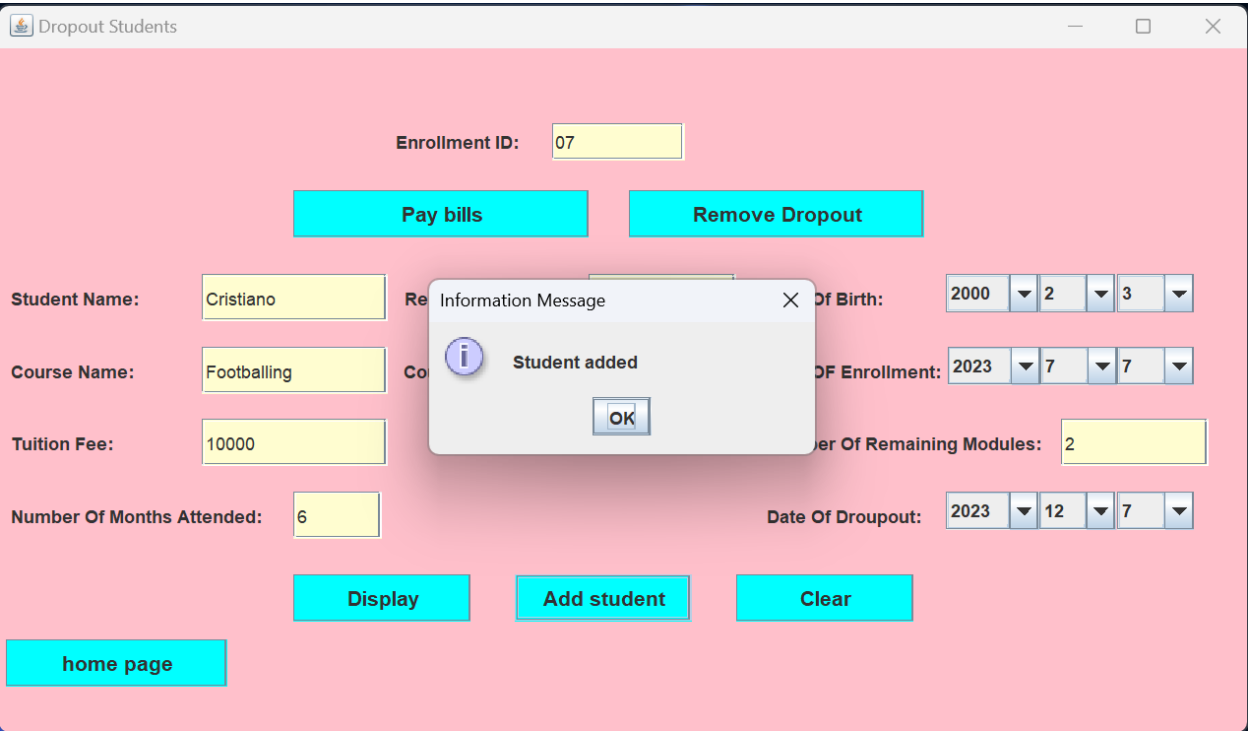 Dropout Students
Enrollment ID: 07
Pay bills Remove Dropout
Student Name: Cristiano Of Birth: 2000 2 3
Information Message
Course Name: Footballing OF Enrollment: 2023 7 7
Student added
OK
Tuition Fee: 10000 Of Remaining Modules: 2
Number Of Months Attended: 6 Date Of Droupout: 2023 12 7
Display Add student Clear
home page